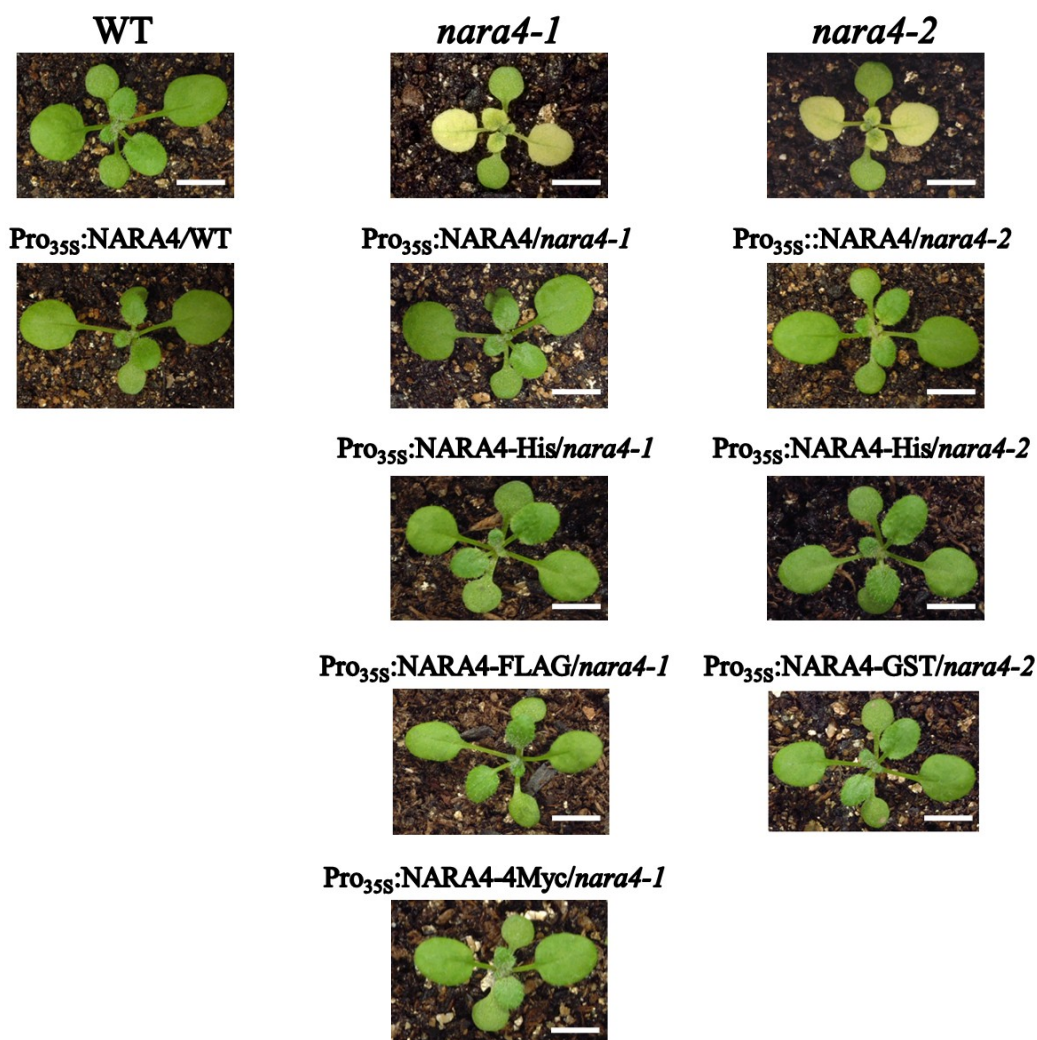 WT nara4-1 nara4-2
Pro35S:NARA4/WT Pro35S:NARA4/nara4-1 Pro35S::NARA4/nara4-2
Pro35S:NARA4-His/nara4-1 Pro35S:NARA4-His/nara4-2
Pro35S:NARA4-FLAG/nara4-1 Pro35S:NARA4-GST/nara4-2
Pro35S:NARA4-4Myc/nara4-1